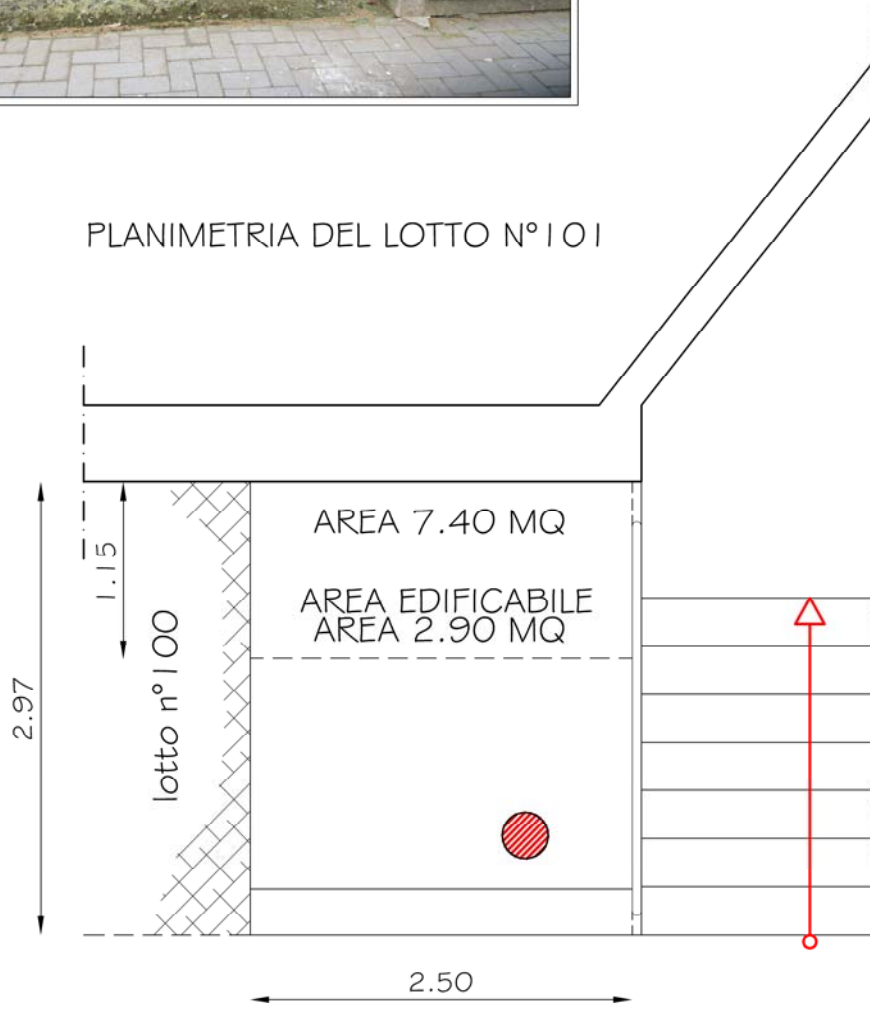 PLANIMETRIA DEL LOTTO N°101
AREA 7.40 MQ
AREA EDIFICABILE
AREA 2.90 MQ
1.15
lotto n°100
2.97
2.50